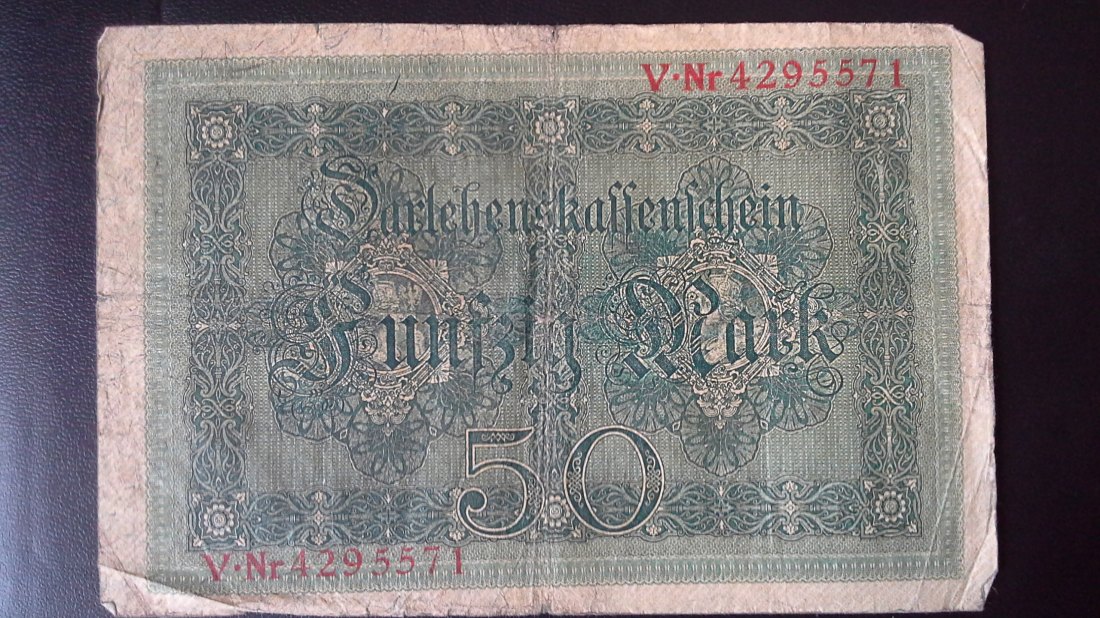 V·Nr 4295571
Darlehenskassenschein
Fünfzig Mark
50
V·Nr 4295571